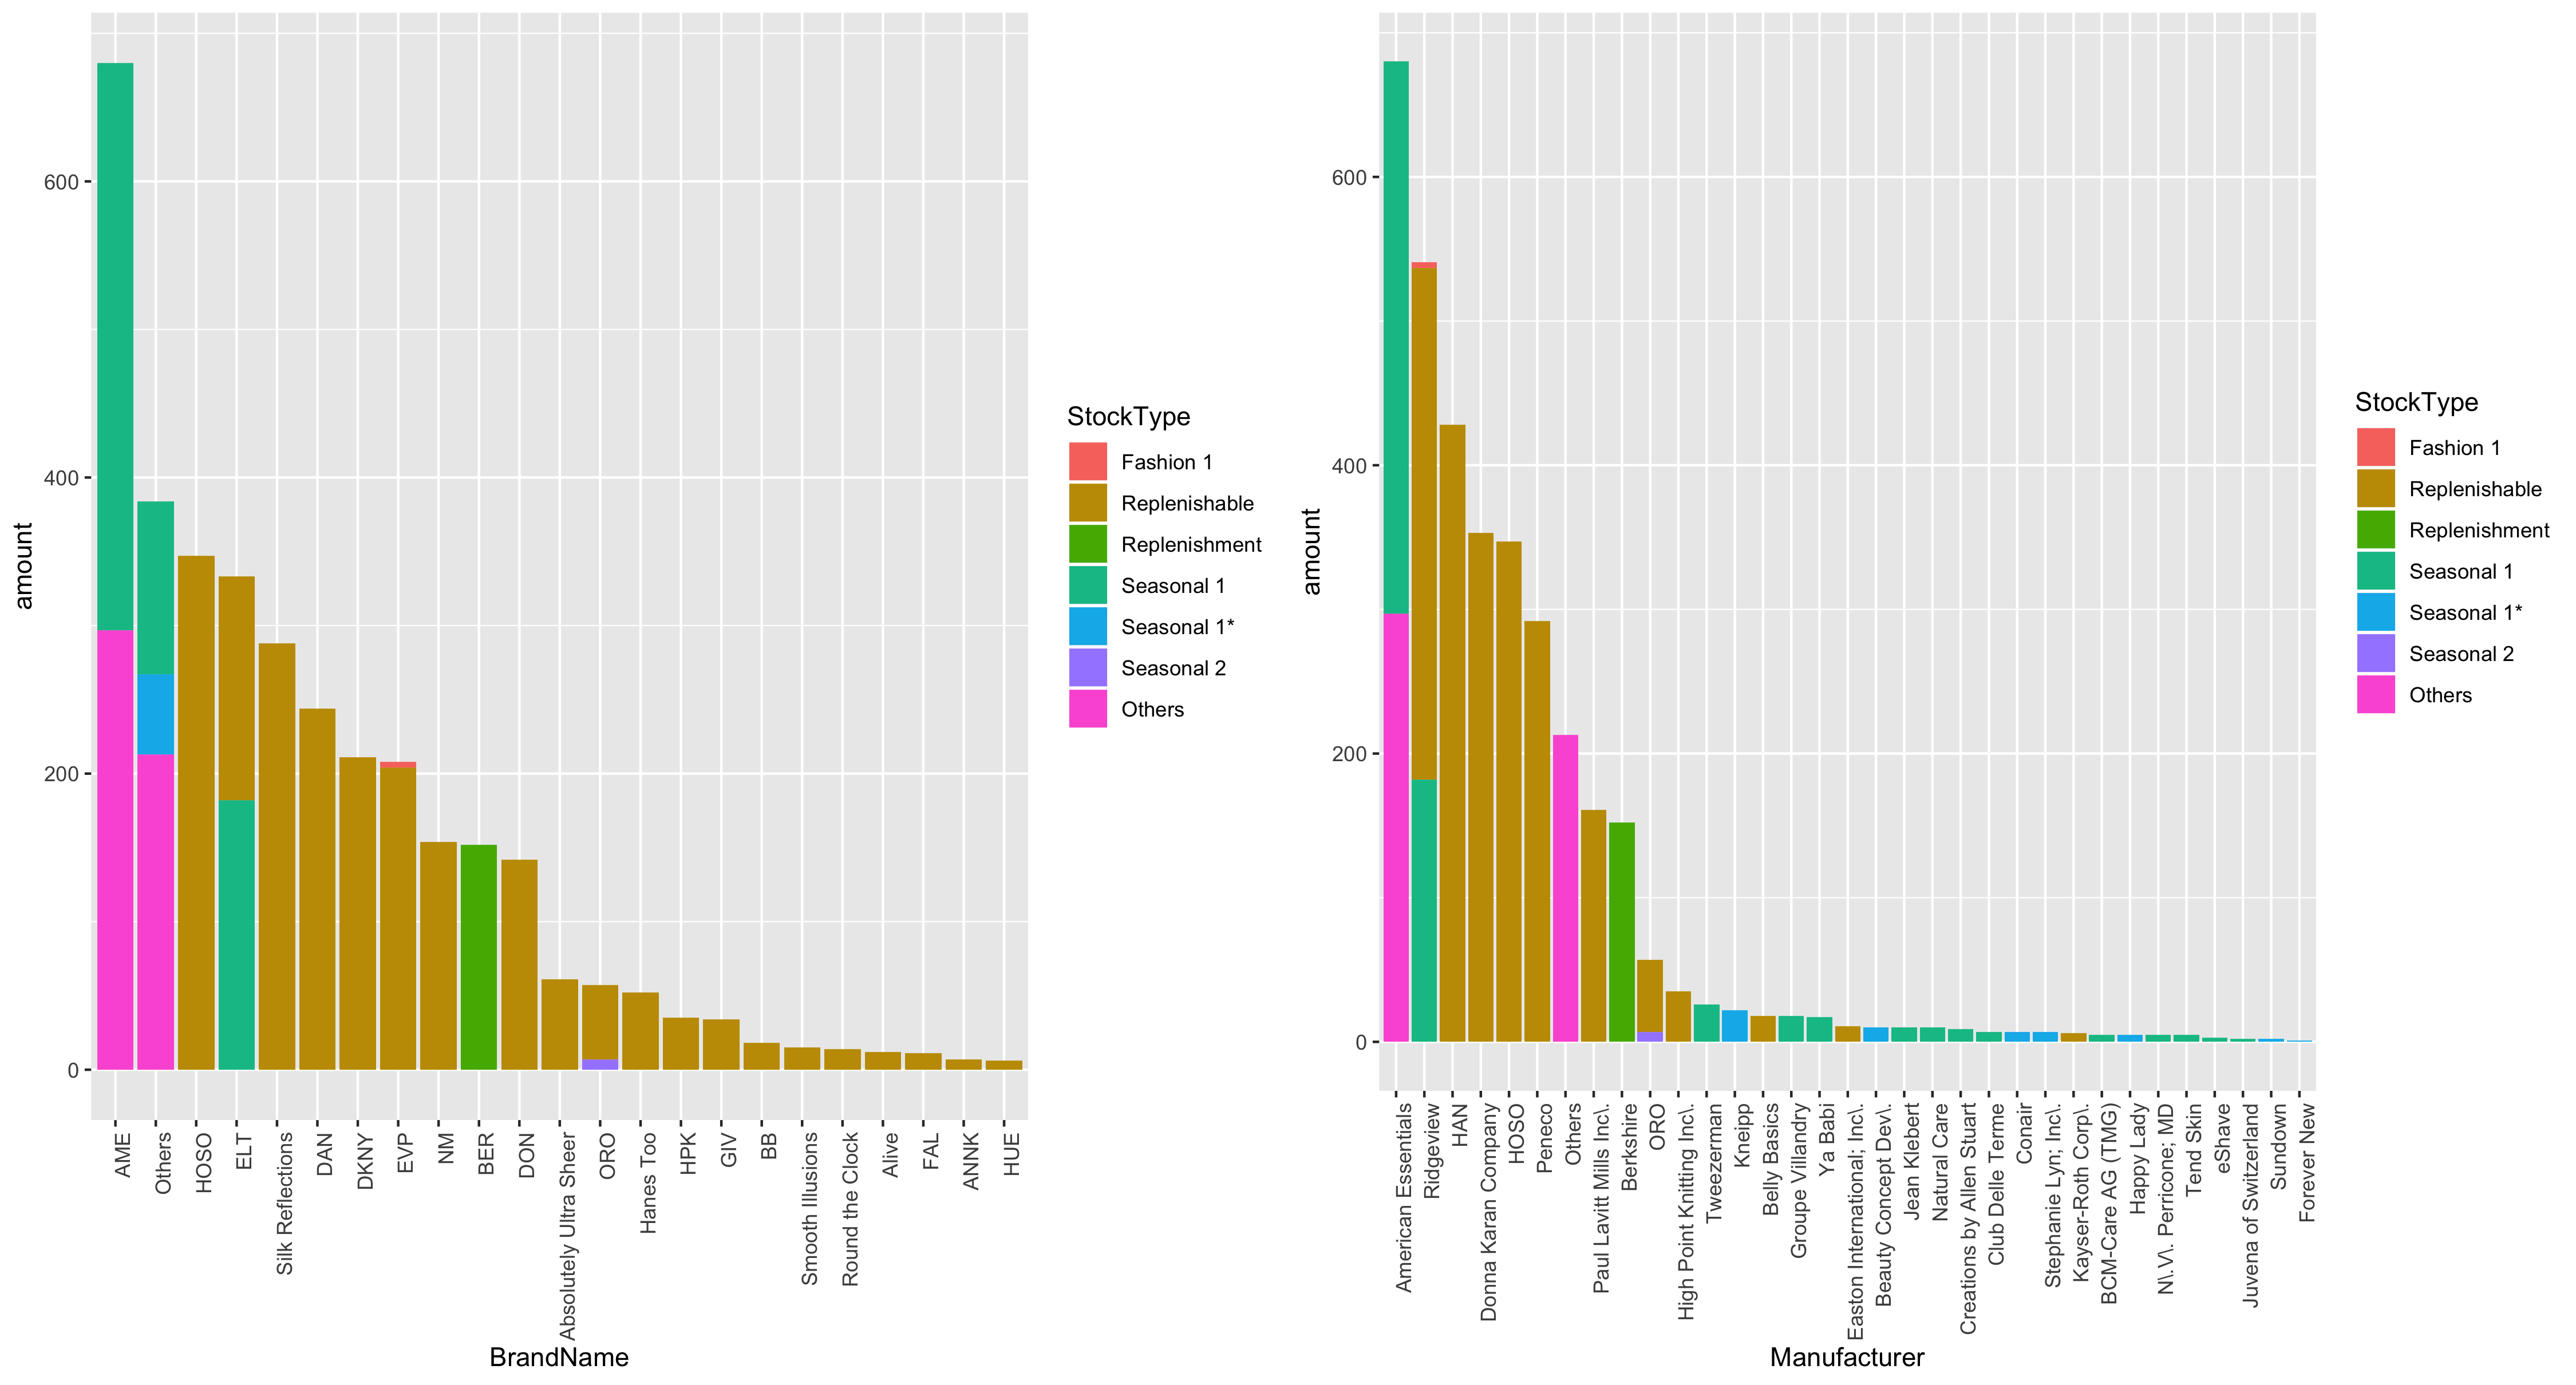 amount
600
400
200
0
AME
Others
HOSO
ELT
Silk Reflections
DAN
DKNY
EVP
NM
BER
DON
Absolutely Ultra Sheer
ORO
Hanes Too
HPK
GIV
BB
Smooth Illusions
Round the Clock
Alive
FAL
ANNK
HUE
BrandName
StockType
Fashion 1
Replenishable
Replenishment
Seasonal 1
Seasonal 1*
Seasonal 2
Others
amount
600
400
200
0
American Essentials
Ridgeview
HAN
Donna Karan Company
HOSO
Peneco
Others
Paul Lavitt Mills Inc\.
Berkshire
ORO
High Point Knitting Inc\.
Tweezerman
Kneipp
Belly Basics
Groupe Villandry
Ya Babi
Easton International; Inc\.
Beauty Concept Dev\.
Jean Klebert
Natural Care
Creations by Allen Stuart
Club Delle Terme
Conair
Stephanie Lyn; Inc\.
Kayser-Roth Corp\.
BCM-Care AG (TMG)
Happy Lady
N\.V\. Perricone; MD
Tend Skin
eShave
Juvena of Switzerland
Sundown
Forever New
Manufacturer
StockType
Fashion 1
Replenishable
Replenishment
Seasonal 1
Seasonal 1*
Seasonal 2
Others